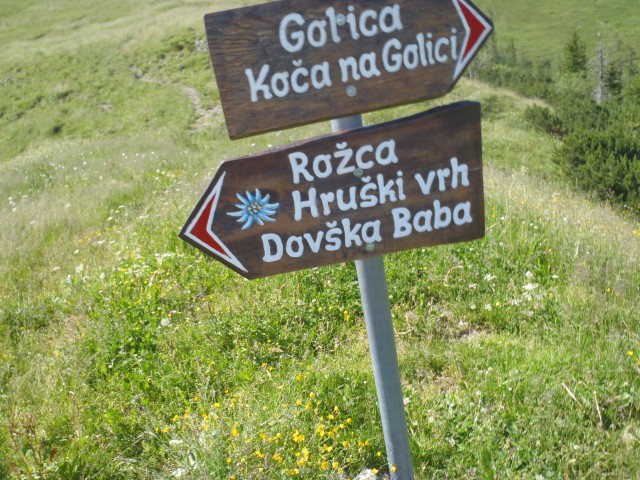 Golica
Koča na Golici
Rožca
Hruški vrh
Dovška Baba